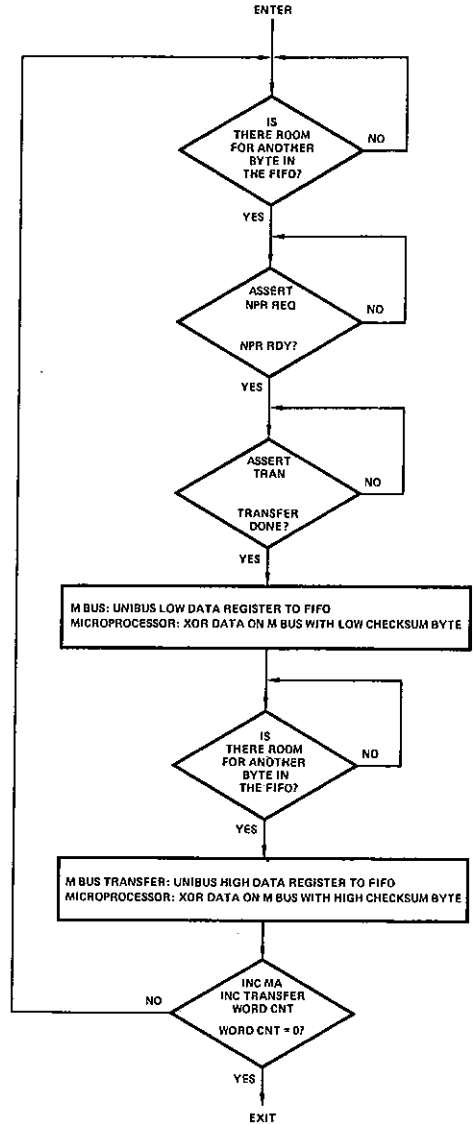 ENTER
IS
THERE ROOM
FOR ANOTHER
BYTE IN
THE FIFO?
NO
YES
ASSERT
NPR REQ
NO
NPR RDY?
YES
ASSERT
TRAN
NO
TRANSFER
DONE?
YES
M BUS: UNIBUS LOW DATA REGISTER TO FIFO
MICROPROCESSOR: XOR DATA ON M BUS WITH LOW CHECKSUM BYTE
IS
THERE ROOM
FOR ANOTHER
BYTE IN
THE FIFO?
NO
YES
M BUS TRANSFER: UNIBUS HIGH DATA REGISTER TO FIFO
MICROPROCESSOR: XOR DATA ON M BUS WITH HIGH CHECKSUM BYTE
INC MA
INC TRANSFER
WORD CNT
NO
WORD CNT = 0?
YES
EXIT